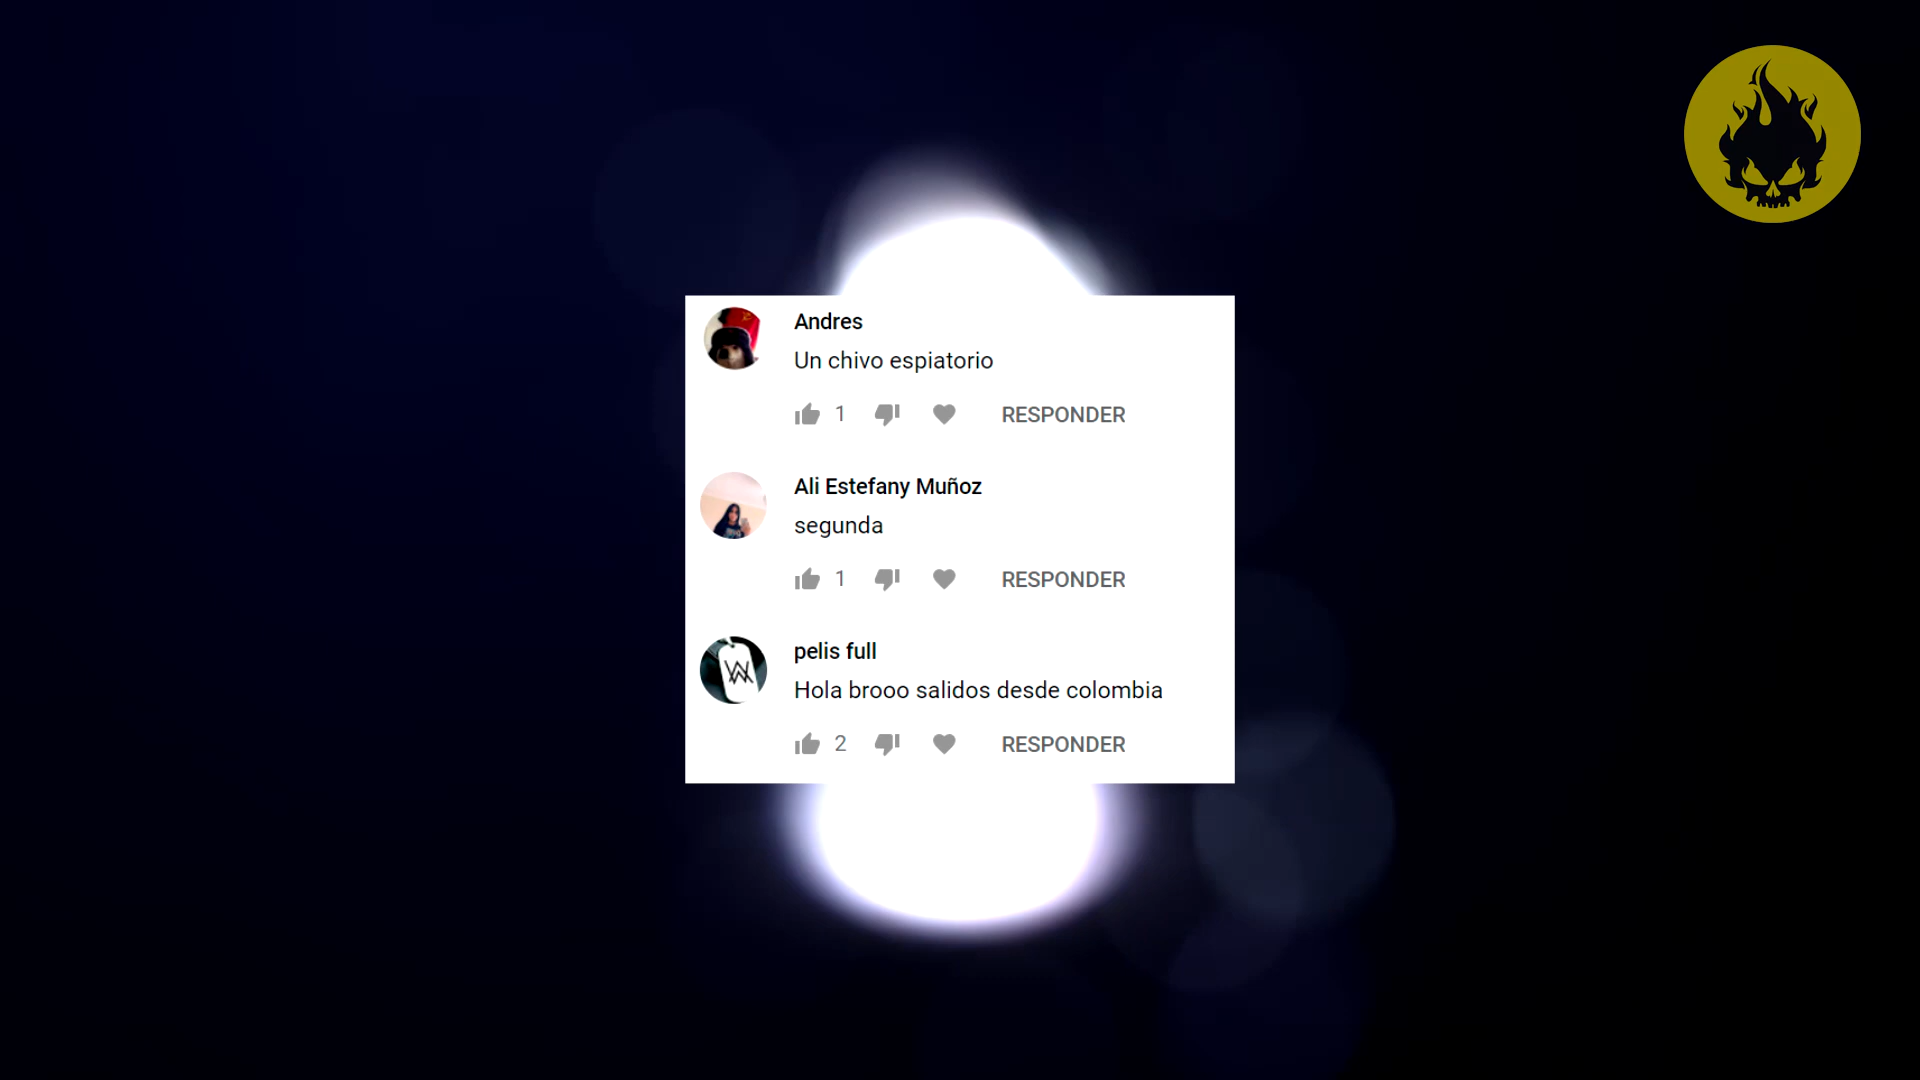 Andres
Un chivo espiatorio
1 RESPONDER
Ali Estefany Muñoz
segunda
1 RESPONDER
pelis full
Hola brooo salidos desde colombia
2 RESPONDER